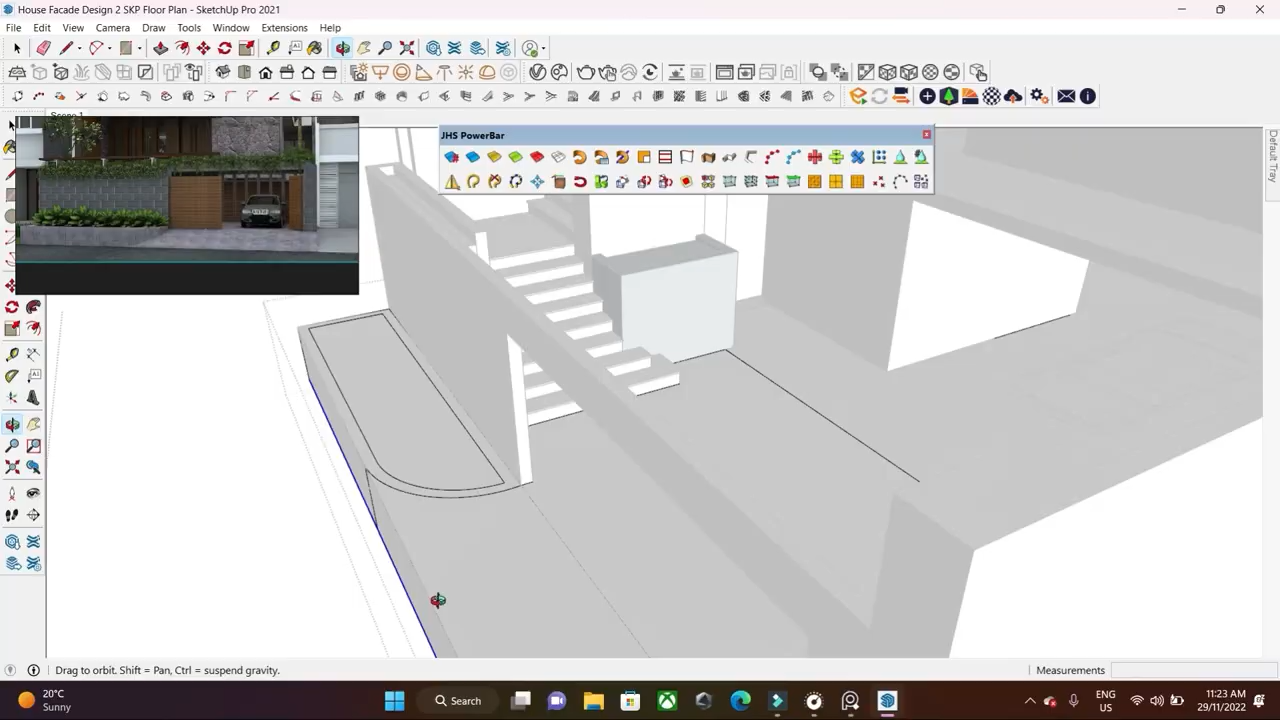 House Facade Design 2 SKP Floor Plan - SketchUp Pro 2021
File Edit View Camera Draw Tools Window Extensions Help
JHS PowerBar
Default Tray
Drag to orbit. Shift = Pan, Ctrl = suspend gravity.
Measurements
20°C
Sunny
Search
ENG
US
11:23 AM
29/11/2022